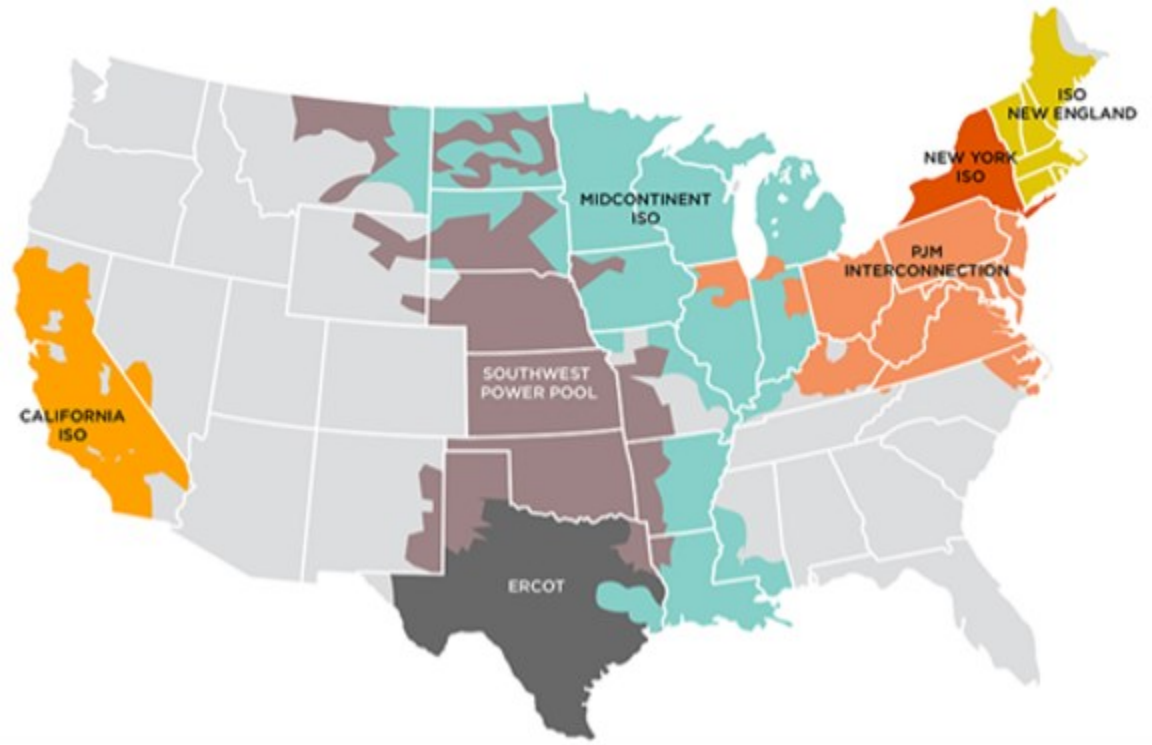 ISO
NEW ENGLAND
NEW YORK
ISO
MIDCONTINENT
ISO
PJM
INTERCONNECTION
SOUTHWEST
POWER POOL
CALIFORNIA
ISO
ERCOT